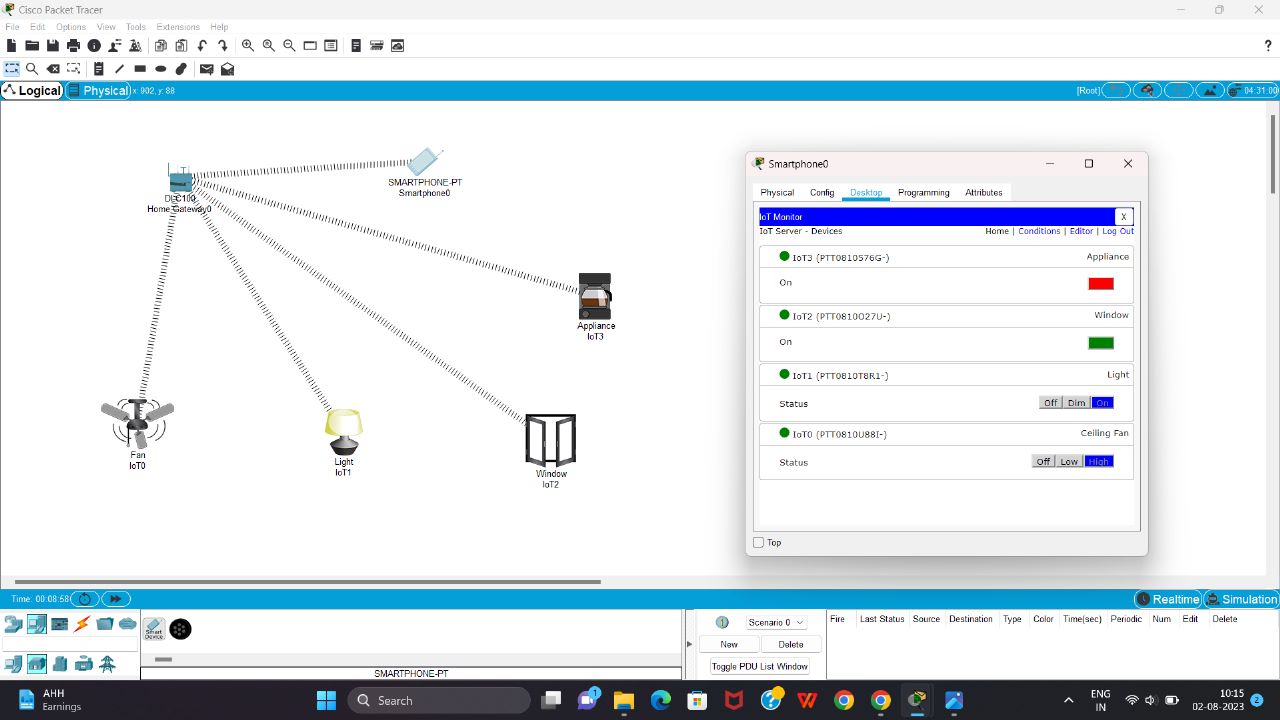 Cisco Packet Tracer
File Edit Options View Tools Extensions Help
?
Logical Physical x: 902, y: 88 [Root] 04:31:00
SMARTPHONE-PT
Smartphone0
DLC100
Home Gateway0
Appliance
IoT3
Fan
IoT0
Light
IoT1
Window
IoT2
Smartphone0
Physical Config Desktop Programming Attributes
IoT Monitor X
IoT Server - Devices Home | Conditions | Editor | Log Out
IoT3 (PTT0810S76G-) Appliance
On
IoT2 (PTT0810O27U-) Window
On
IoT1 (PTT0810T8R1-) Light
Status Off Dim On
IoT0 (PTT0810U88I-) Ceiling Fan
Status Off Low High
Top
Time: 00:08:58 Realtime Simulation
Smart
Device
SMARTPHONE-PT
Scenario 0
New Delete
Toggle PDU List Window
Fire Last Status Source Destination Type Color Time(sec) Periodic Num Edit Delete
AHH
Earnings
Search
1
ENG
IN
10:15
02-08-2023
2